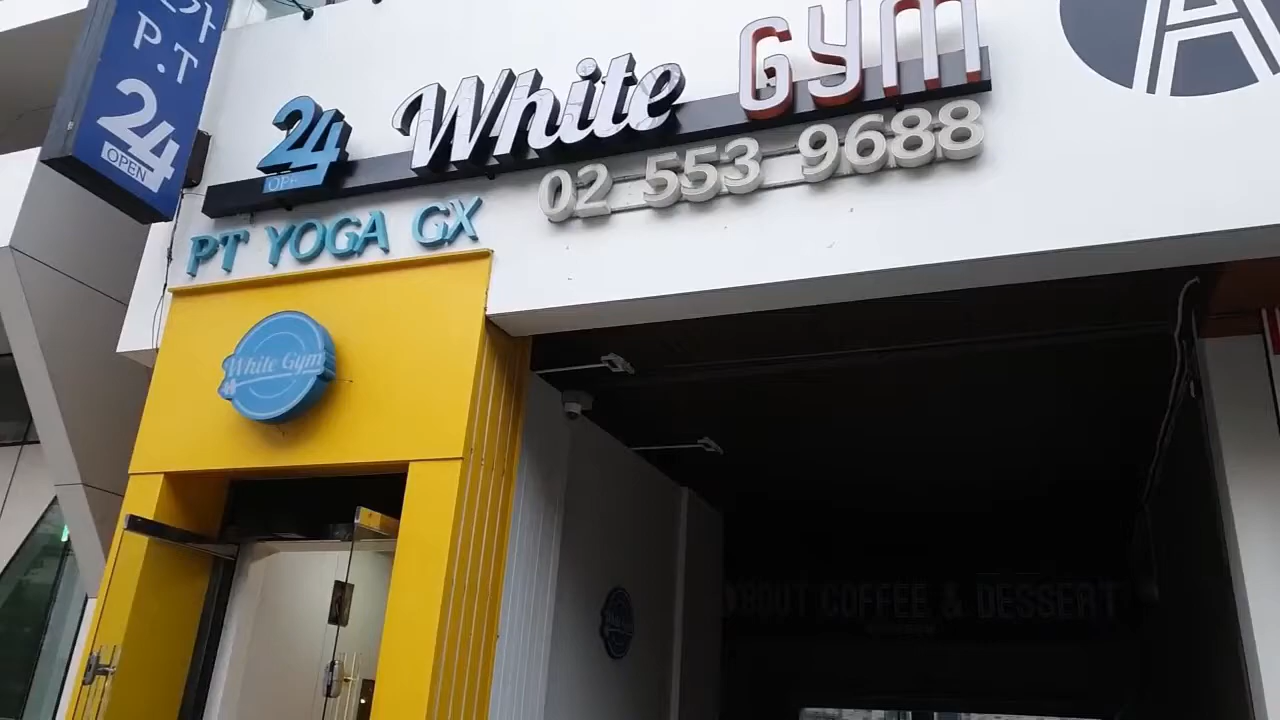 P.T
24
OPEN
24 White GYM
02 553 9688
PT YOGA GX
White Gym
A
COFFEE & DESSERT